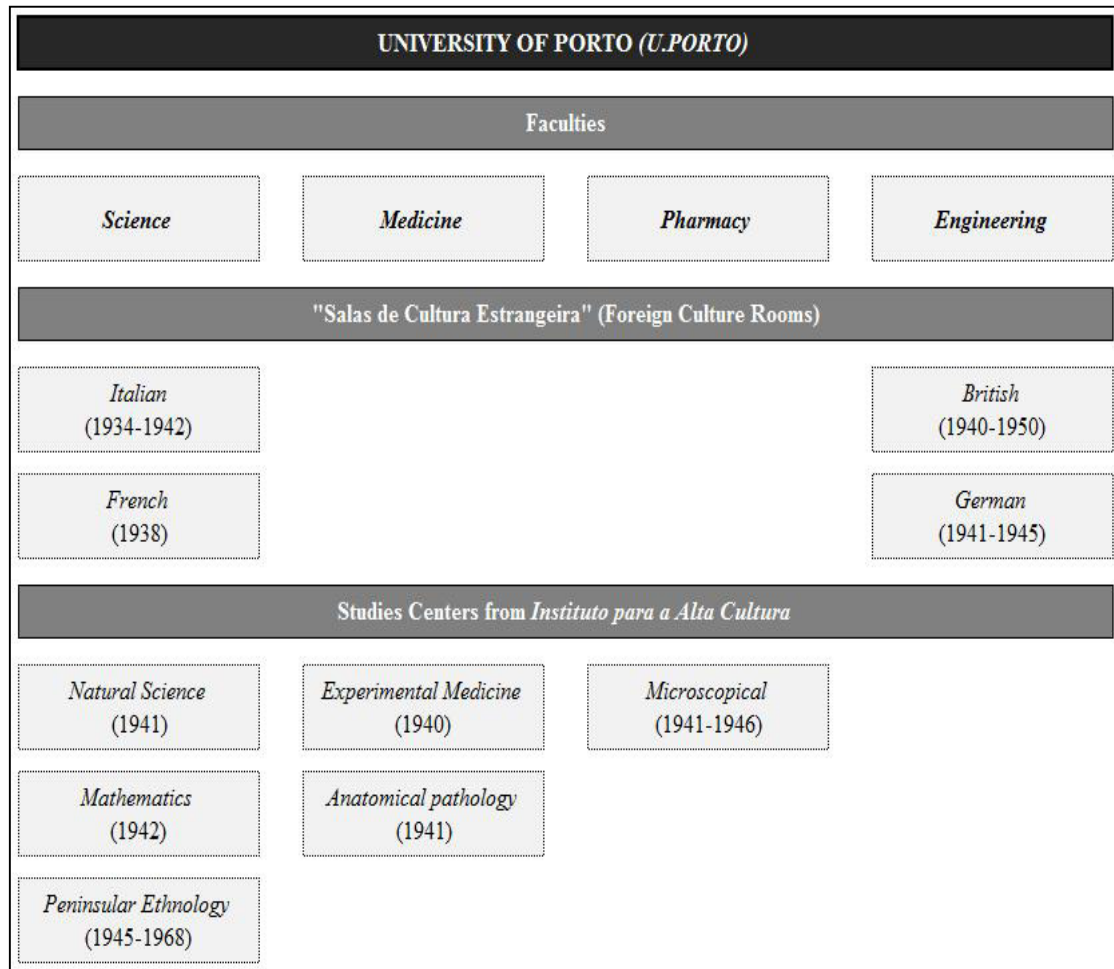 UNIVERSITY OF PORTO (U.PORTO)
Faculties
Science
Medicine
Pharmacy
Engineering
"Salas de Cultura Estrangeira" (Foreign Culture Rooms)
Italian
(1934-1942)
British
(1940-1950)
French
(1938)
German
(1941-1945)
Studies Centers from Instituto para a Alta Cultura
Natural Science
(1941)
Experimental Medicine
(1940)
Microscopical
(1941-1946)
Mathematics
(1942)
Anatomical pathology
(1941)
Peninsular Ethnology
(1945-1968)